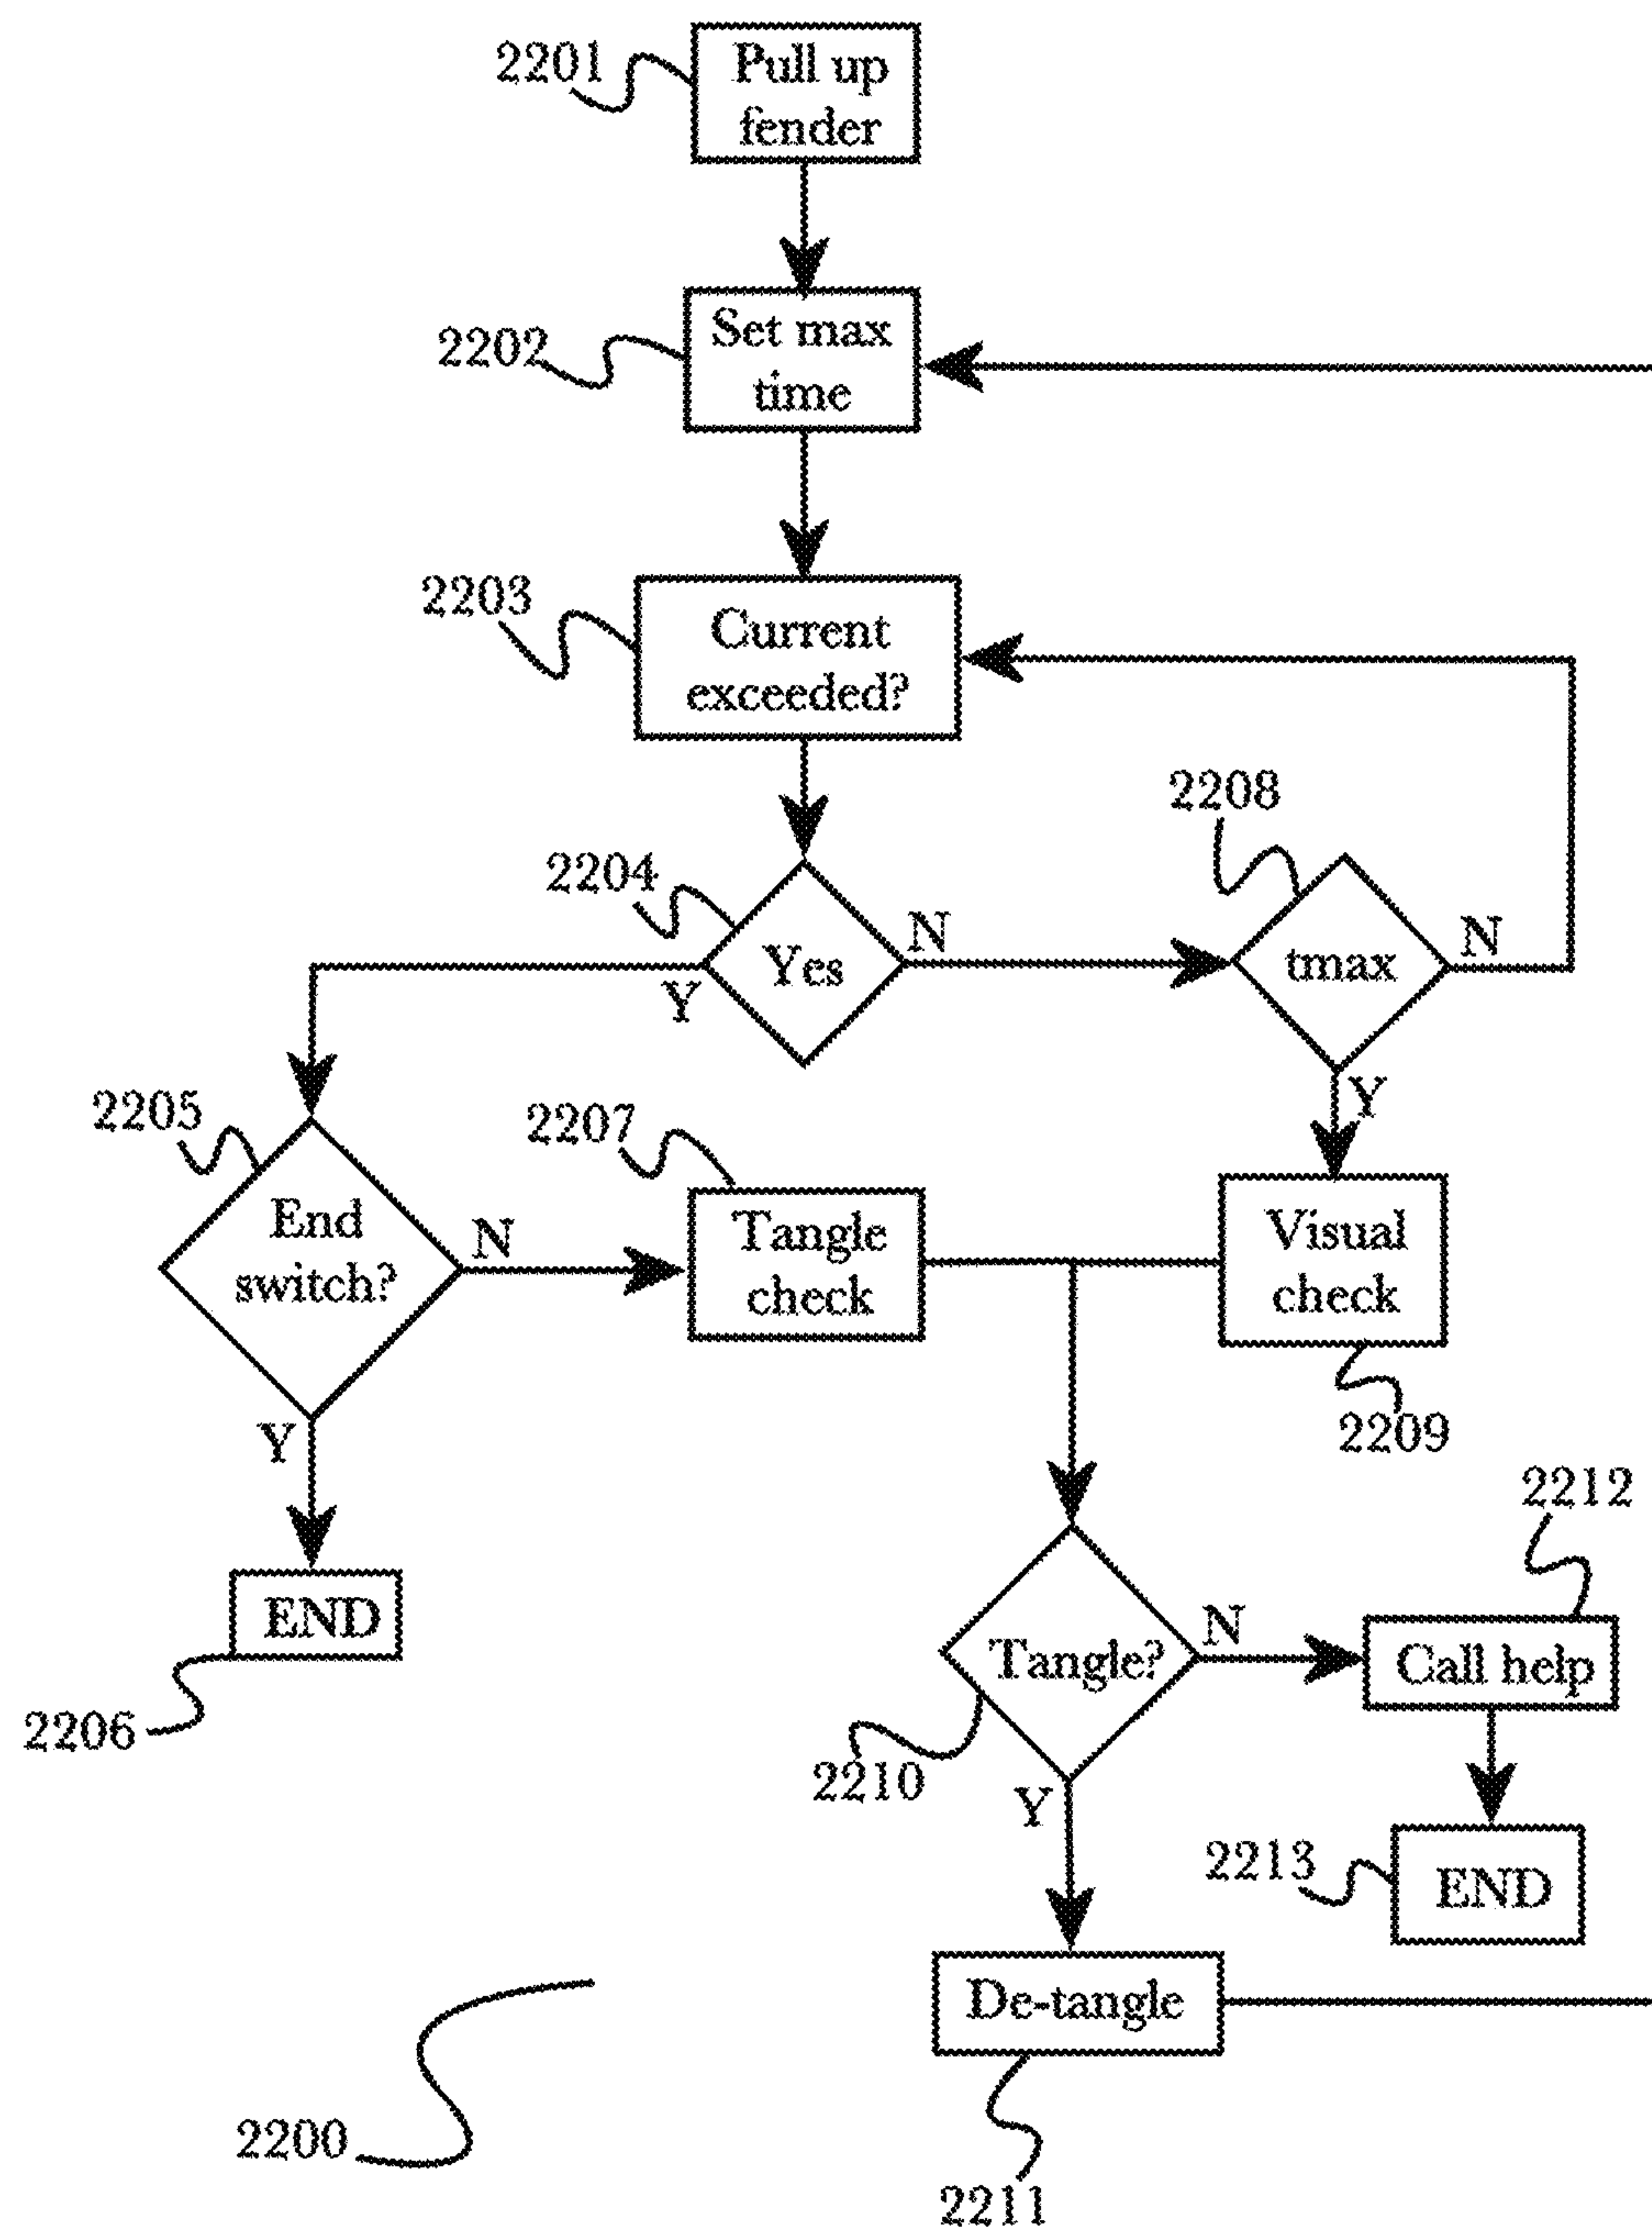 2201
Pull up
fender
2202
Set max
time
2203
Current
exceeded?
2208
2204
Yes
N
Y
tmax
N
Y
2205
2207
End
switch?
N
Y
Tangle
check
Visual
check
2209
2212
END
2206
Tangle?
N
Y
Call help
2210
2213
END
De-tangle
2200
2211